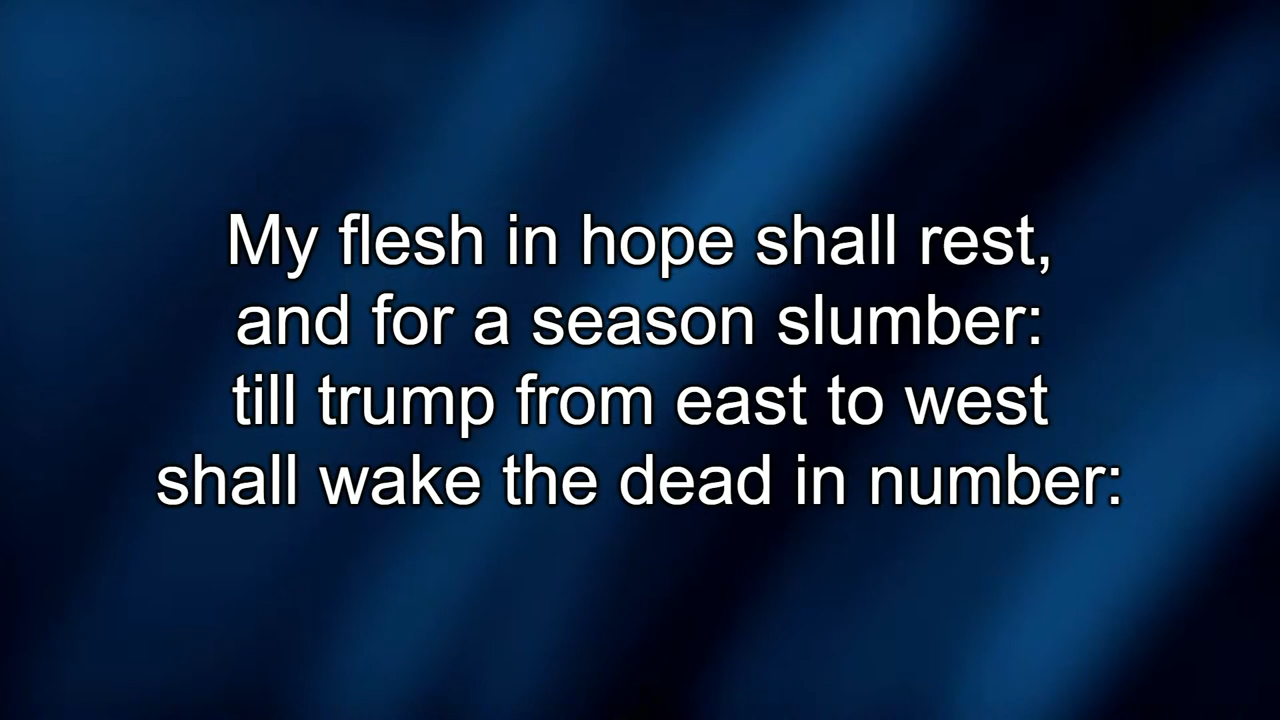 My flesh in hope shall rest,
and for a season slumber:
till trump from east to west
shall wake the dead in number: